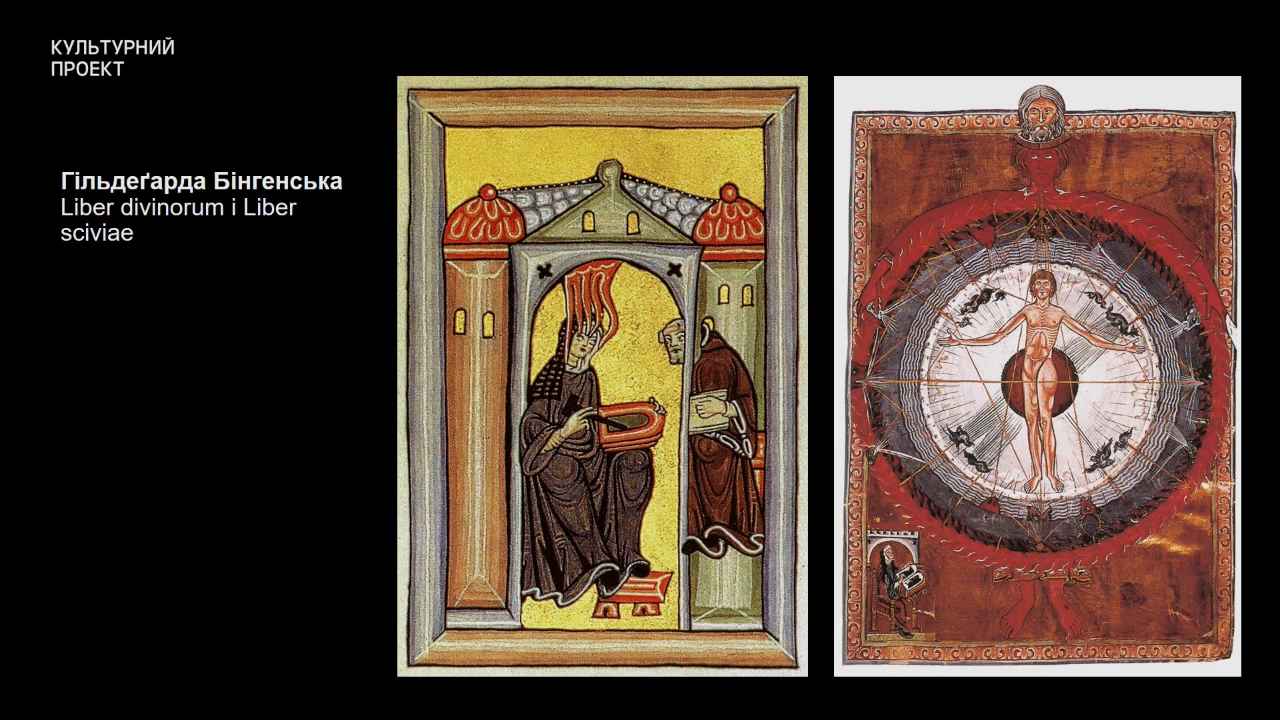 КУЛЬТУРНИЙ
ПРОЕКТ
Гільдеґарда Бінгенська
Liber divinorum і Liber
sciviae